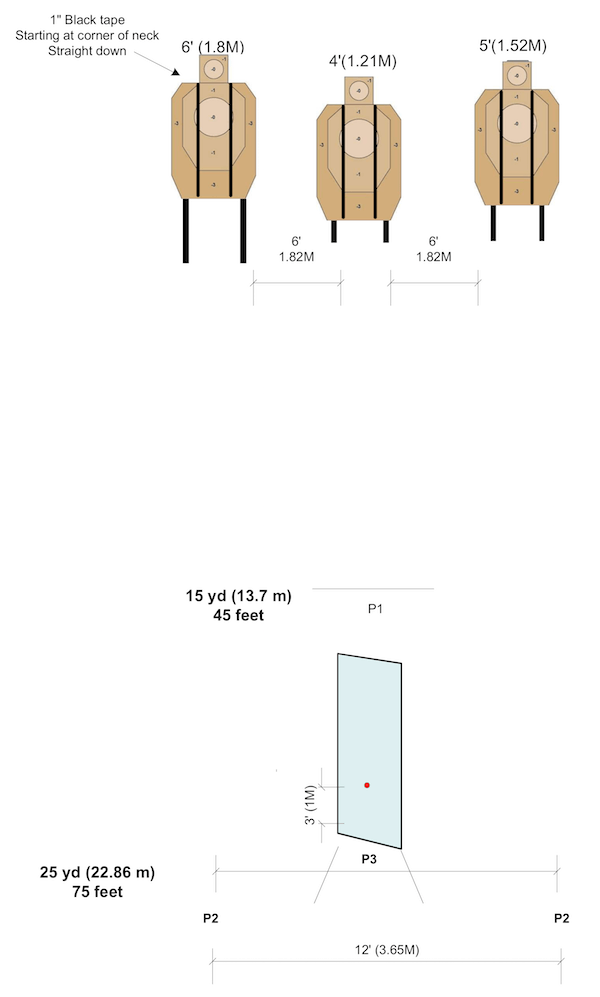 1" Black tape
Starting at corner of neck
Straight down
6' (1.8M)
4'(1.21M)
5'(1.52M)
-1
-0
-1
-0
-3
-3
-1
-3
-1
-0
-1
-0
-3
-3
-1
-3
-1
-0
-1
-0
-3
-3
-1
-3
6'
1.82M
6'
1.82M
15 yd (13.7 m)
45 feet
P1
3' (1M)
P3
25 yd (22.86 m)
75 feet
P2
P2
12' (3.65M)